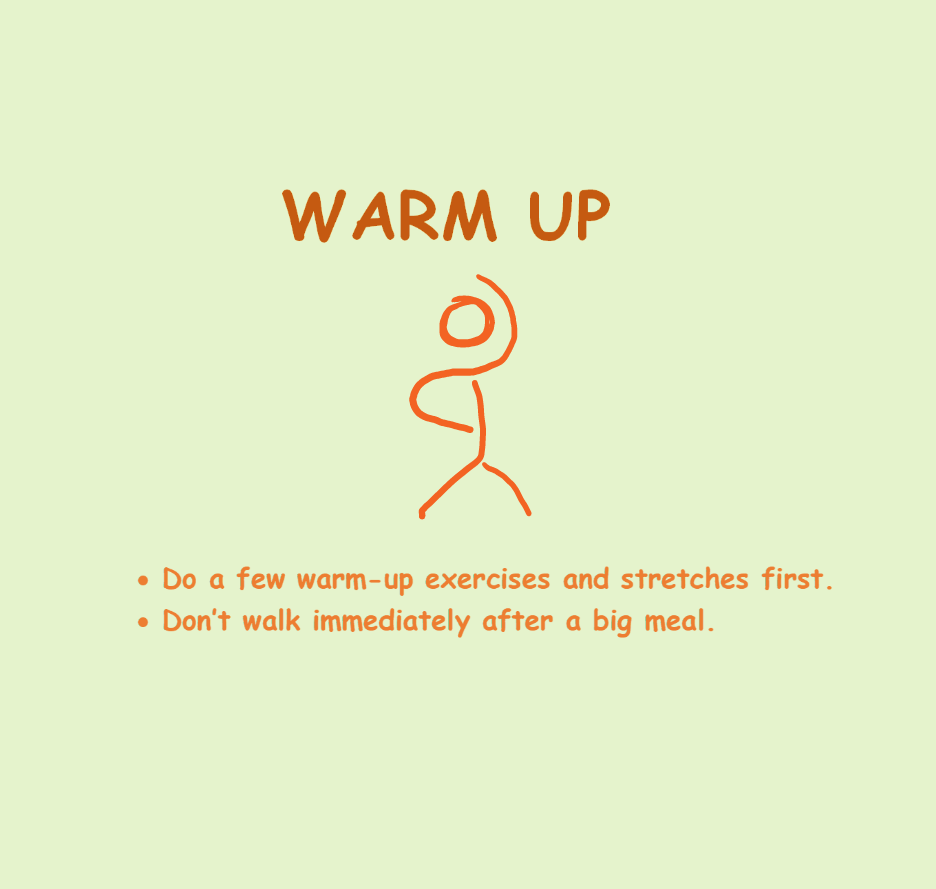 WARM UP
• Do a few warm-up exercises and stretches first.
• Don't walk immediately after a big meal.